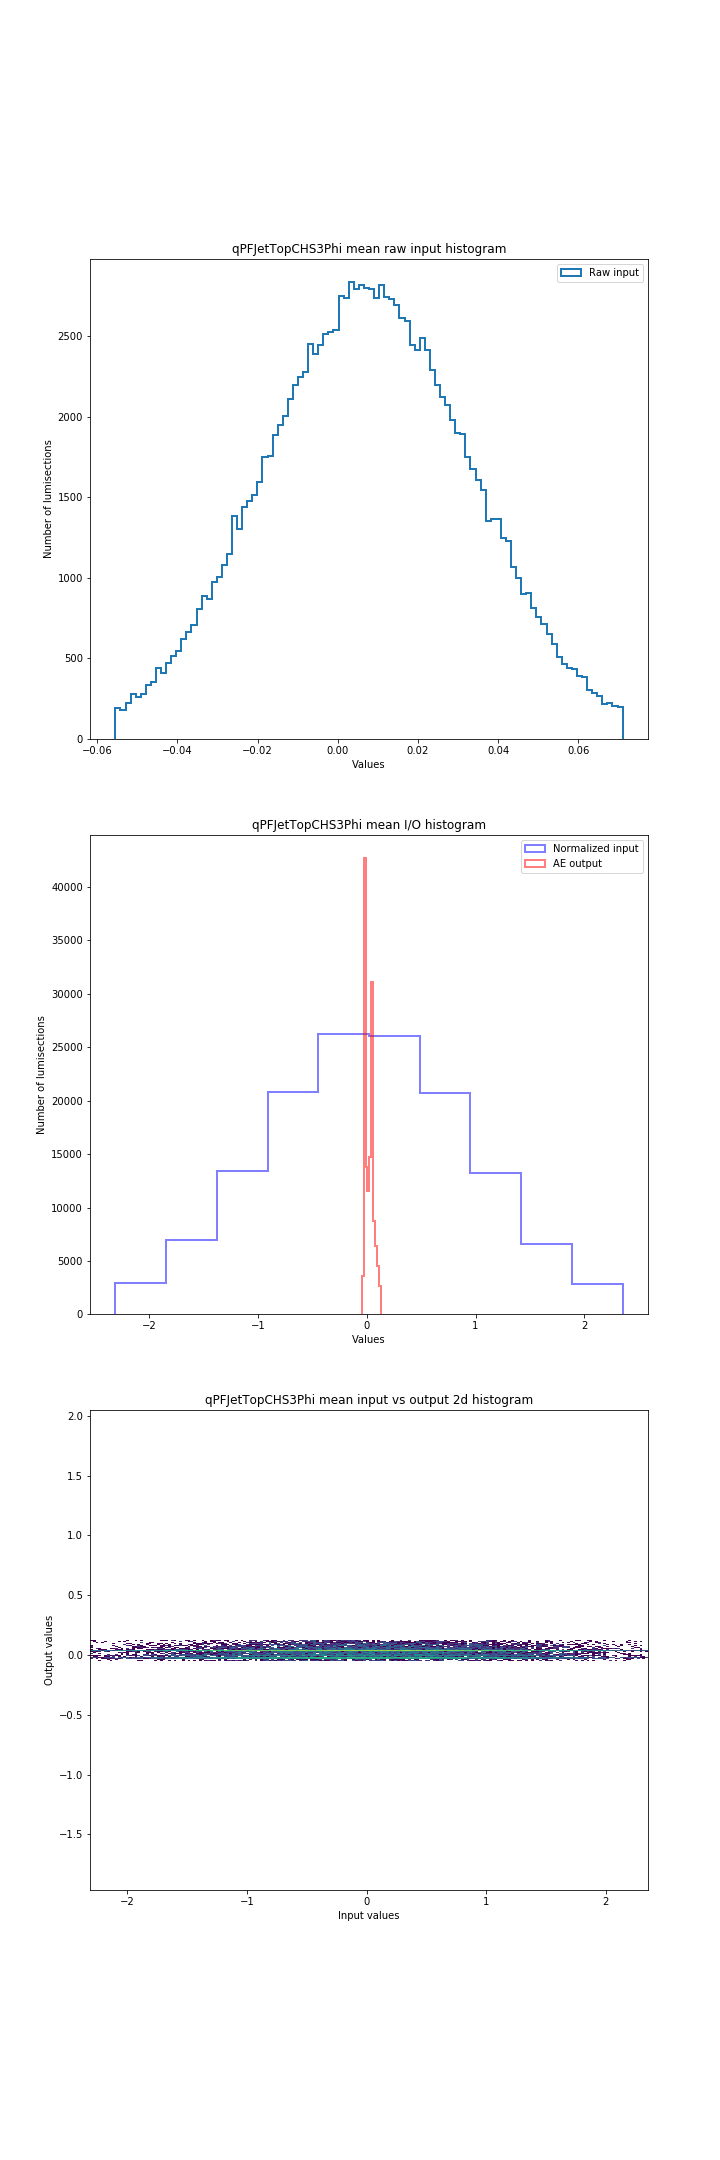 qPFJetTopCHS3Phi mean raw input histogram
Raw input
2500
2000
1500
1000
500
0
Number of lumisections
−0.06 −0.04 −0.02 0.00 0.02 0.04 0.06
Values
qPFJetTopCHS3Phi mean I/O histogram
Normalized input
AE output
40000
35000
30000
25000
20000
15000
10000
5000
0
Number of lumisections
−2 −1 0 1 2
Values
qPFJetTopCHS3Phi mean input vs output 2d histogram
2.0
1.5
1.0
0.5
0.0
−0.5
−1.0
−1.5
Output values
−2 −1 0 1 2
Input values